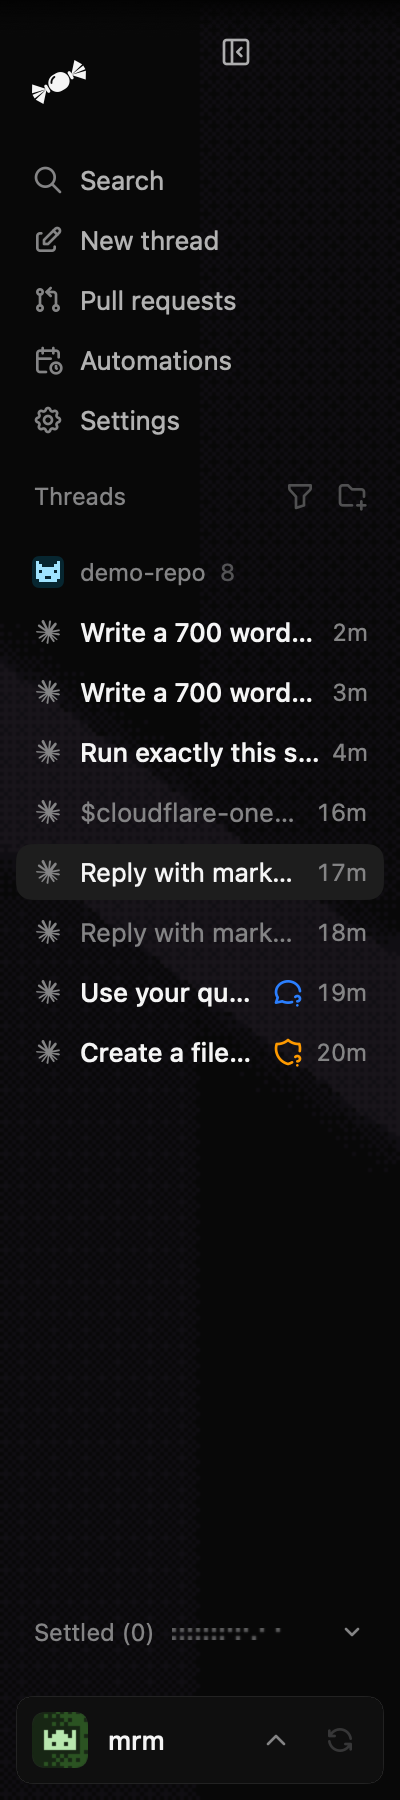 Search
New thread
Pull requests
Automations
Settings
Threads
demo-repo 8
Write a 700 word... 2m
Write a 700 word... 3m
Run exactly this s... 4m
$cloudflare-one... 16m
Reply with mark... 17m
Reply with mark... 18m
Use your qu... 19m
Create a file... 20m
Settled (0)
mrm